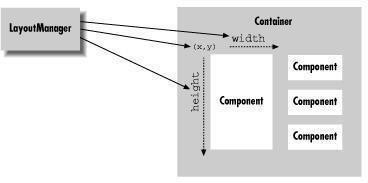 Container
LayoutManager
width
(x,y)
height
Component
Component
Component
Component